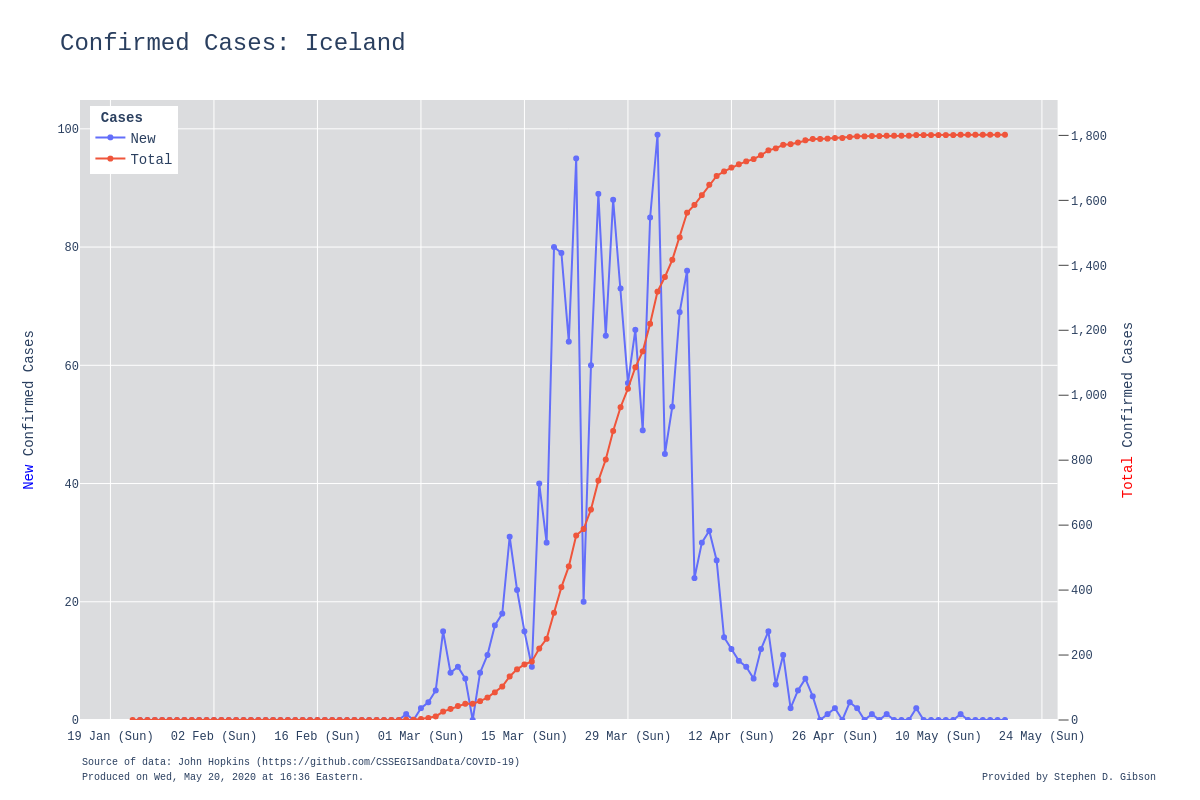 Confirmed Cases: Iceland
Cases
New
Total
100
80
60
40
20
0
1,800
1,600
1,400
1,200
1,000
800
600
400
200
0
New Confirmed Cases
Total Confirmed Cases
19 Jan (Sun) 02 Feb (Sun) 16 Feb (Sun) 01 Mar (Sun) 15 Mar (Sun) 29 Mar (Sun) 12 Apr (Sun) 26 Apr (Sun) 10 May (Sun) 24 May (Sun)
Source of data: John Hopkins (https://github.com/CSSEGISandData/COVID-19)
Produced on Wed, May 20, 2020 at 16:36 Eastern.
Provided by Stephen D. Gibson